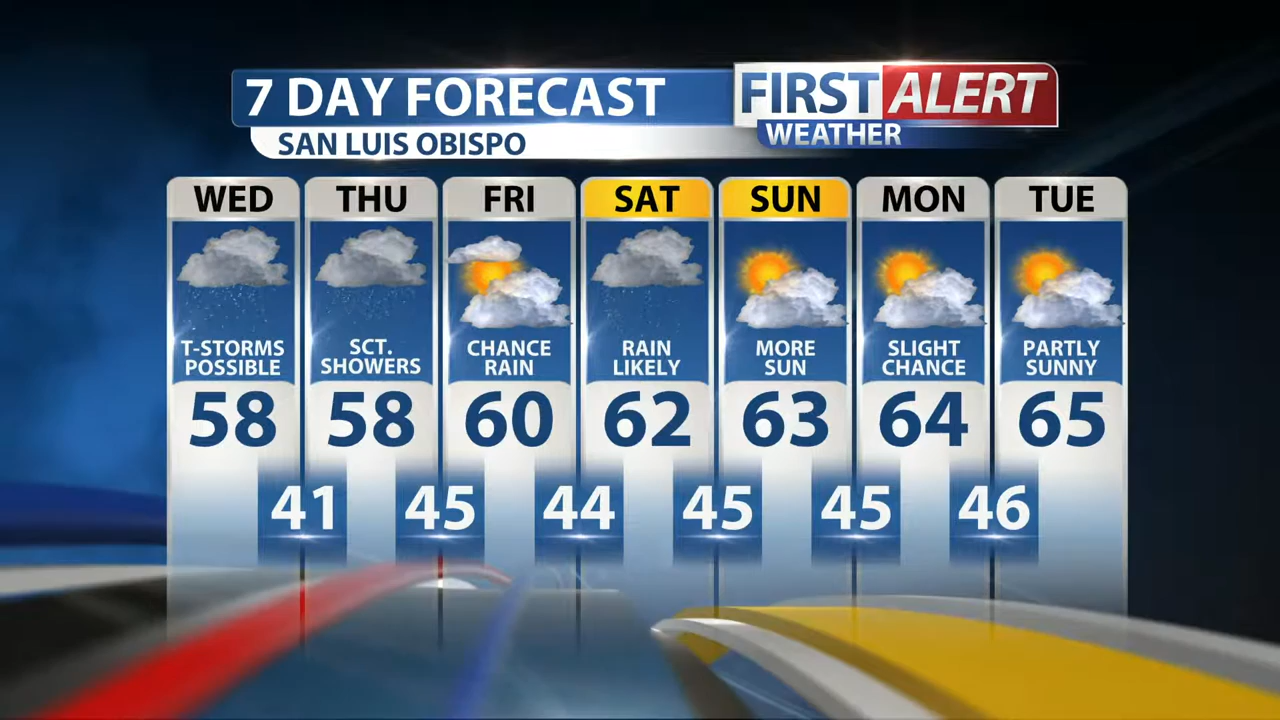 7 DAY FORECAST
FIRST ALERT
SAN LUIS OBISPO
WEATHER
WED THU FRI SAT SUN MON TUE
T-STORMS POSSIBLE
SCT. SHOWERS
CHANCE RAIN
RAIN LIKELY
MORE SUN
SLIGHT CHANCE
PARTLY SUNNY
58 58 60 62 63 64 65
41 45 44 45 45 46